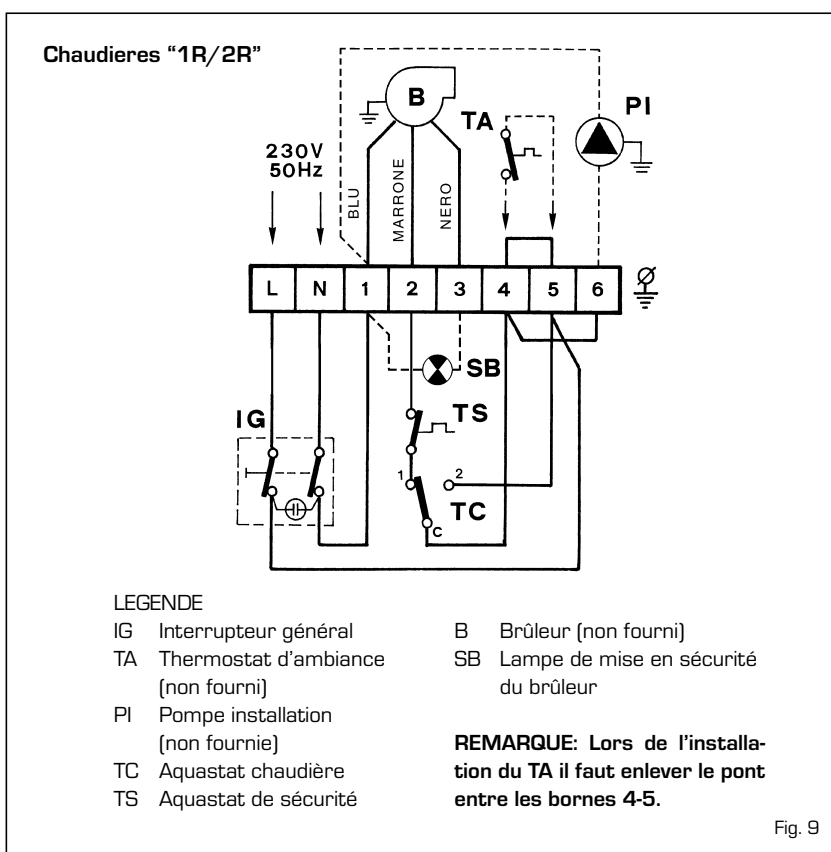 Chaudieres “1R/2R”
B
PI
TA
230V
50Hz
BLU
MARRONE
NERO
L N 1 2 3 4 5 6
SB
TS
IG
1 2
TC
C
LEGENDE
IG Interrupteur général
TA Thermostat d’ambiance
(non fourni)
PI Pompe installation
(non fournie)
TC Aquastat chaudière
TS Aquastat de sécurité
B Brûleur (non fourni)
SB Lampe de mise en sécurité
du brûleur
REMARQUE: Lors de l’installa-
tion du TA il faut enlever le pont
entre les bornes 4-5.
Fig. 9